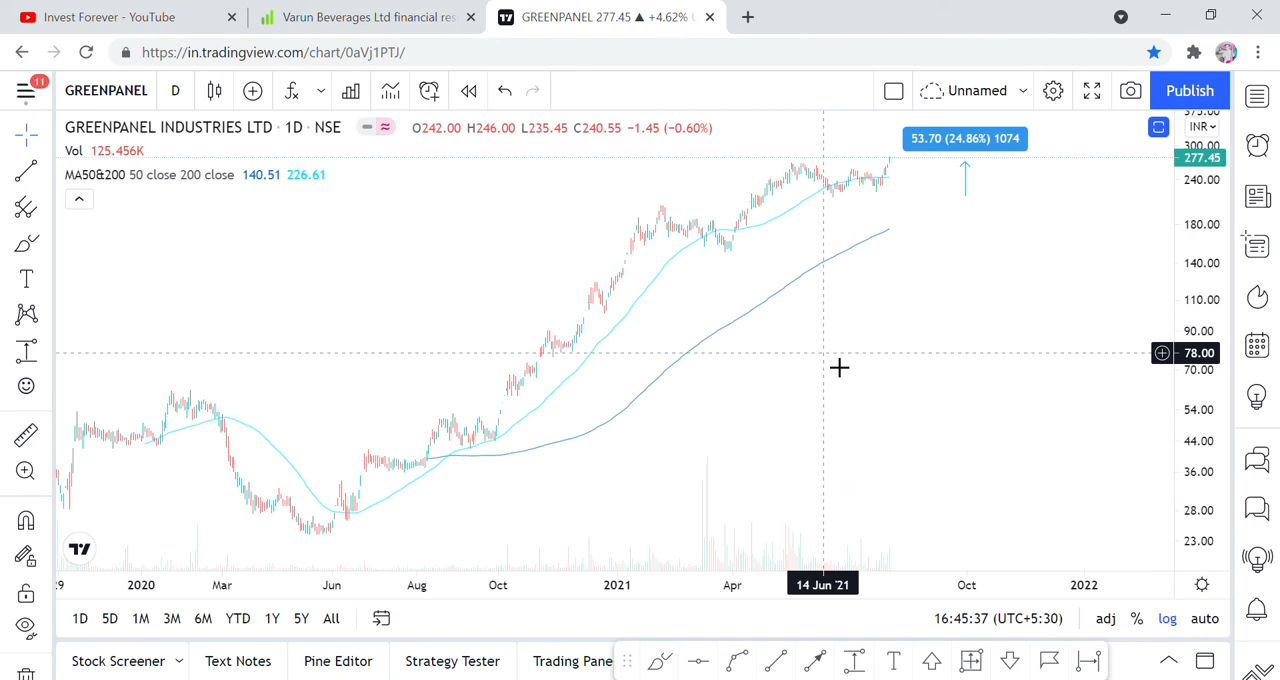 Invest Forever - YouTube
Varun Beverages Ltd financial res
GREENPANEL 277.45 ▲ +4.62%
https://in.tradingview.com/chart/0aVj1PTJ/
11
GREENPANEL D
Unnamed
Publish
GREENPANEL INDUSTRIES LTD · 1D · NSE
O242.00 H246.00 L235.45 C240.55 −1.45 (−0.60%)
Vol 125.456K
MA50&200 50 close 200 close 140.51 226.61
53.70 (24.86%) 1074
375.00
INR
300.00
277.45
240.00
180.00
140.00
110.00
90.00
78.00
70.00
54.00
44.00
36.00
28.00
23.00
2020 Mar Jun Aug Oct 2021 Apr 14 Jun '21 Oct 2022
1D 5D 1M 3M 6M YTD 1Y 5Y All
16:45:37 (UTC+5:30) adj % log auto
Stock Screener Text Notes Pine Editor Strategy Tester Trading Pane